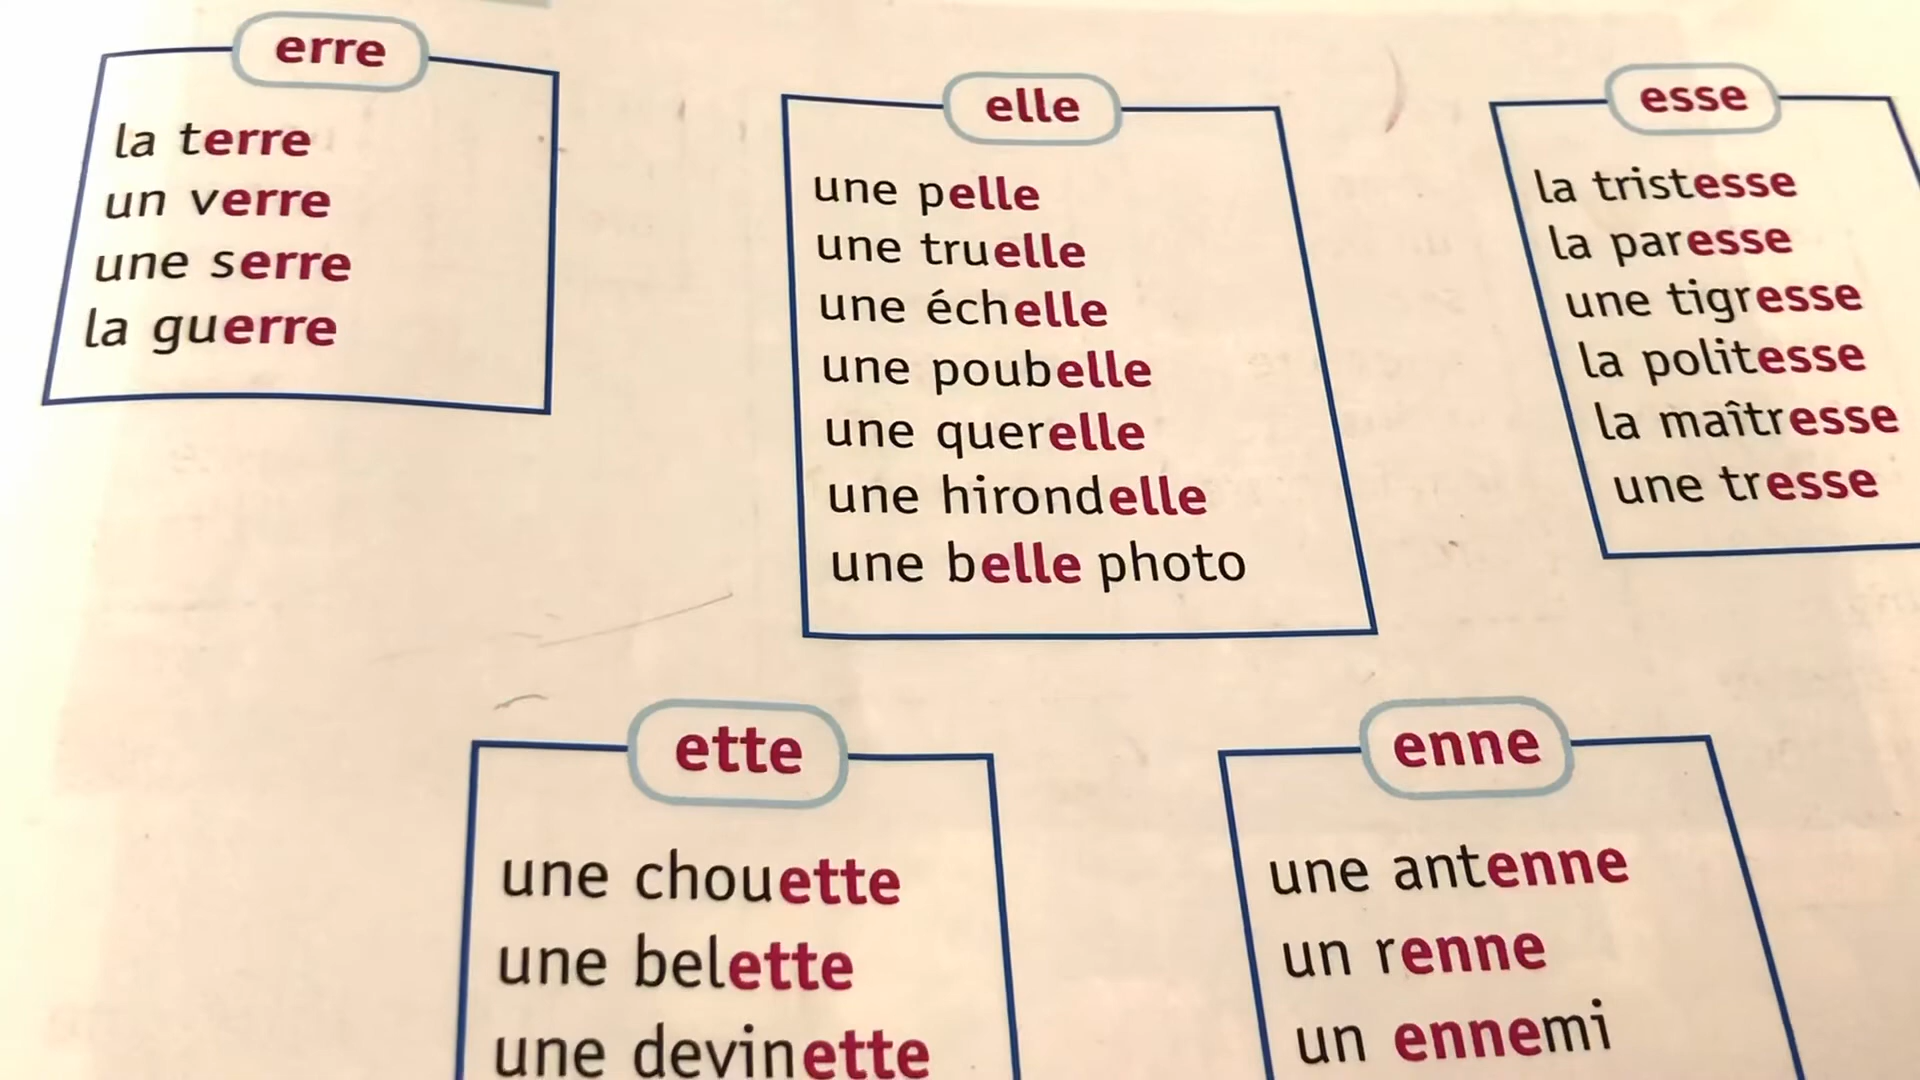 erre
la terre
un verre
une serre
la guerre
elle
une pelle
une truelle
une échelle
une poubelle
une querelle
une hirondelle
une belle photo
esse
la tristesse
la paresse
une tigresse
la politesse
la maîtresse
une tresse
ette
une chouette
une belette
une devinette
enne
une antenne
un renne
un ennemi